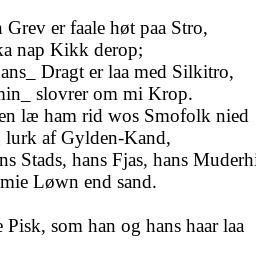 Grev er faale høt paa Stro,
ka nap Kikk derop;
hans_ Dragt er laa med Silkitro,
min_ slovrer om mi Krop.
en læ ham rid wos Smofolk nied
lurk af Gylden-Kand,
ns Stads, hans Fjas, hans Muderhi
mie Løwn end sand.

Pisk, som han og hans haar laa